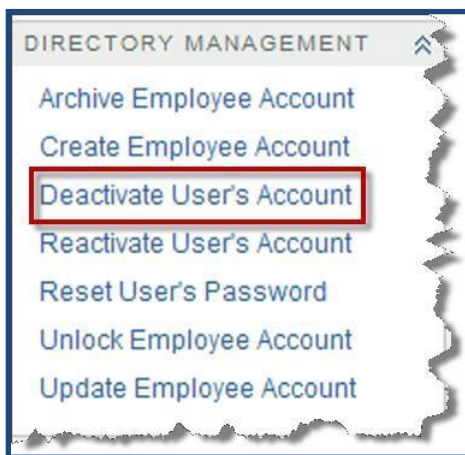 DIRECTORY MANAGEMENT
Archive Employee Account
Create Employee Account
Deactivate User's Account
Reactivate User's Account
Reset User's Password
Unlock Employee Account
Update Employee Account